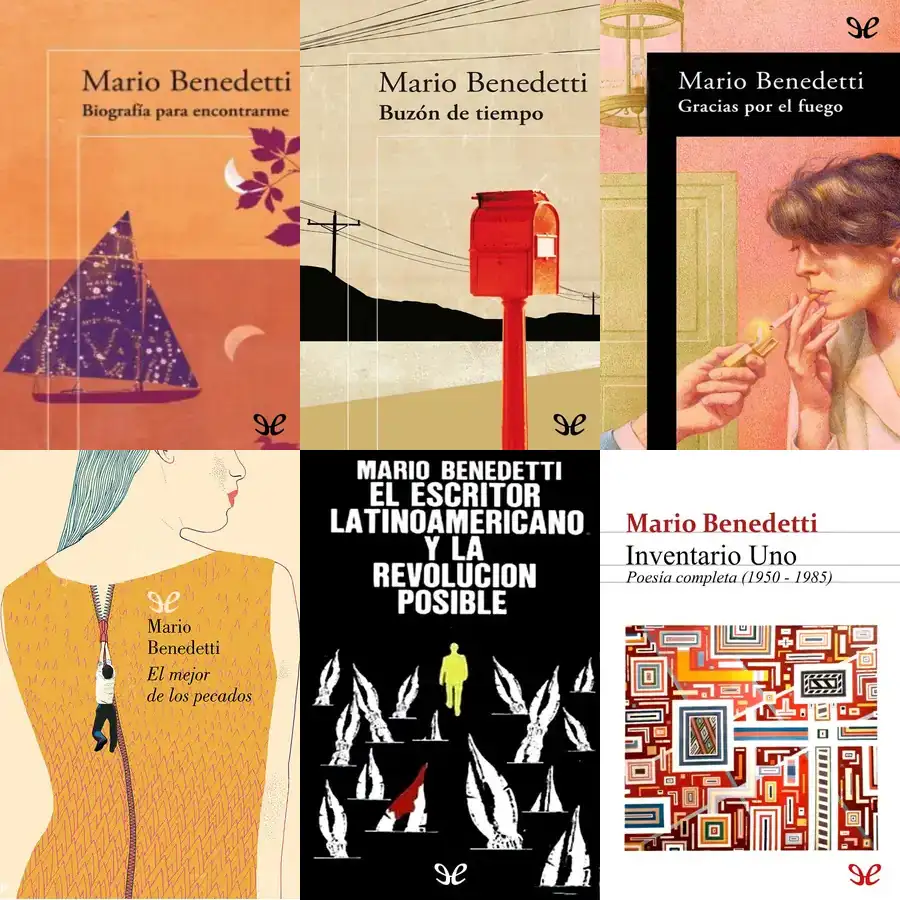 Mario Benedetti
Biografía para encontrarme
Mario Benedetti
Buzón de tiempo
Mario Benedetti
Gracias por el fuego
Mario
Benedetti
El mejor
de los pecados
MARIO BENEDETTI
EL ESCRITOR
LATINOAMERICANO
Y LA
REVOLUCION
POSIBLE
Mario Benedetti
Inventario Uno
Poesía completa (1950 - 1985)